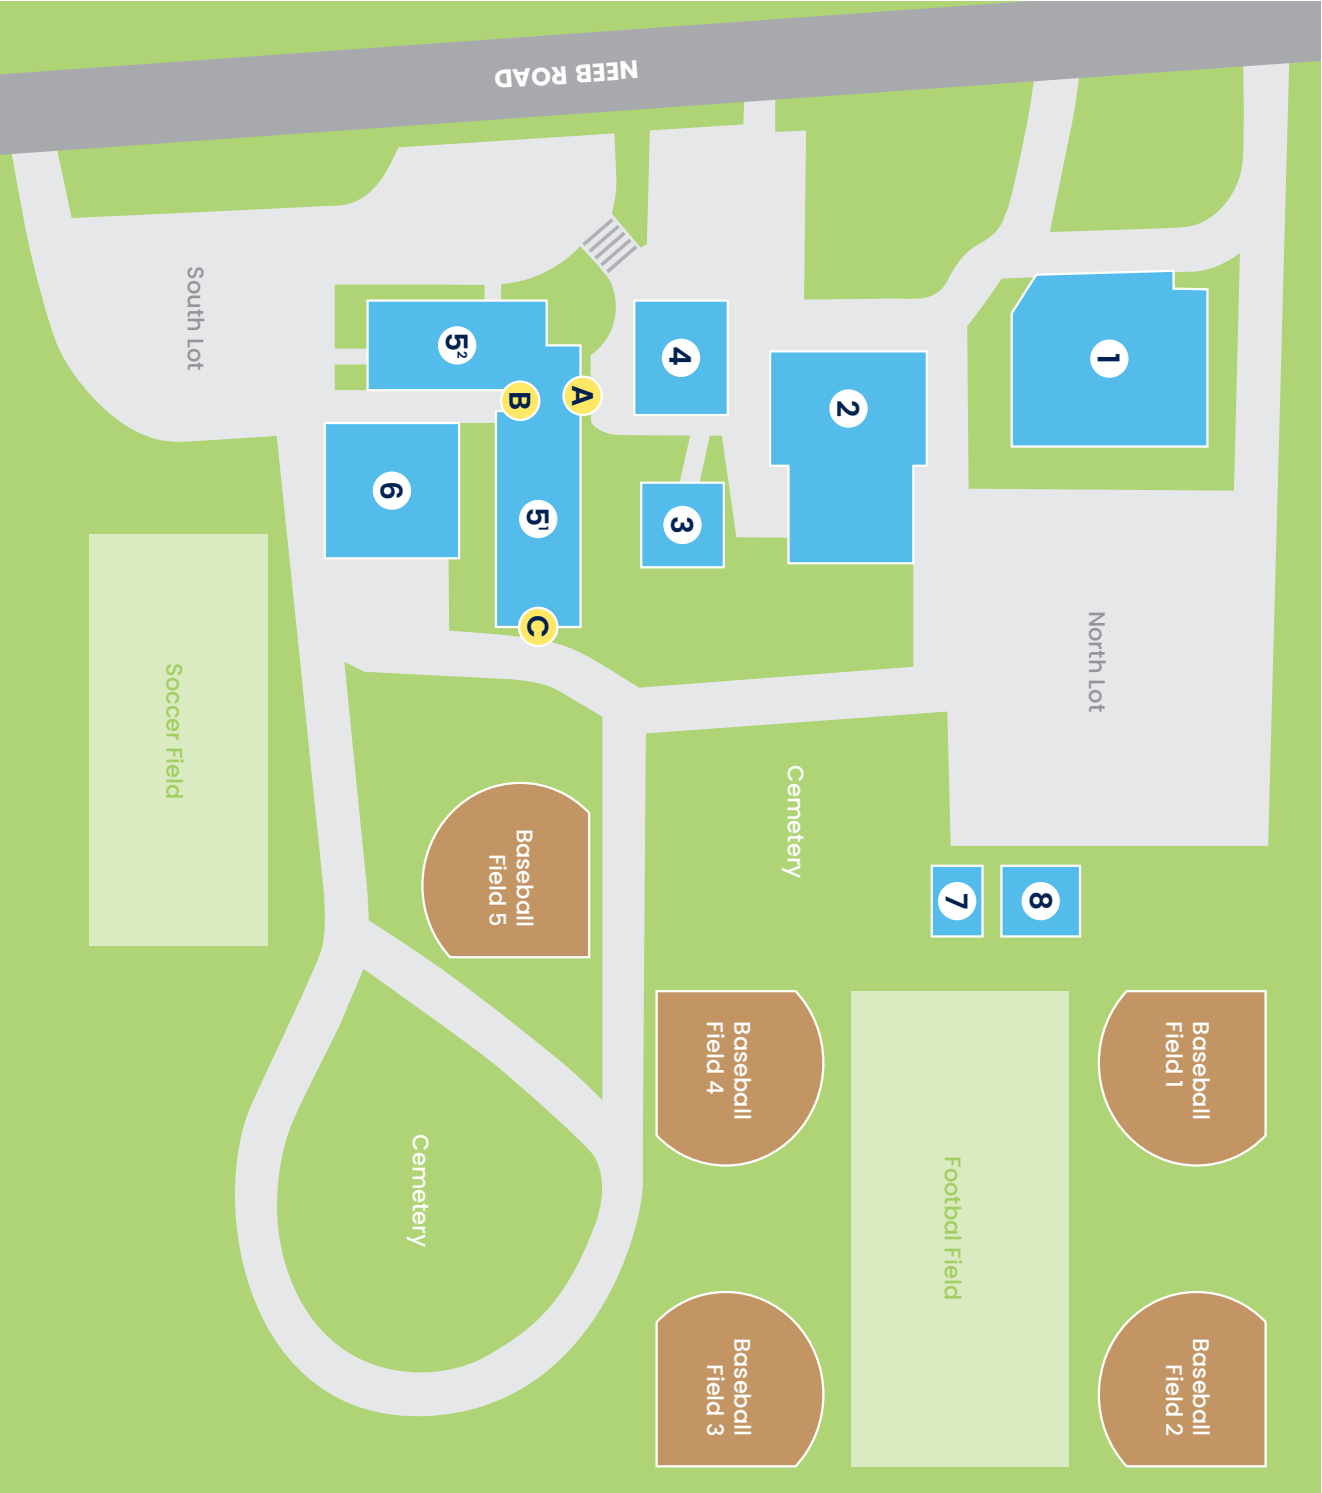 NEEB ROAD
South Lot
North Lot
1
2
3
4
5²
5¹
6
7
8
A
B
C
Soccer Field
Cemetery
Cemetery
Baseball
Field 5
Baseball
Field 4
Baseball
Field 1
Footbal Field
Baseball
Field 3
Baseball
Field 2